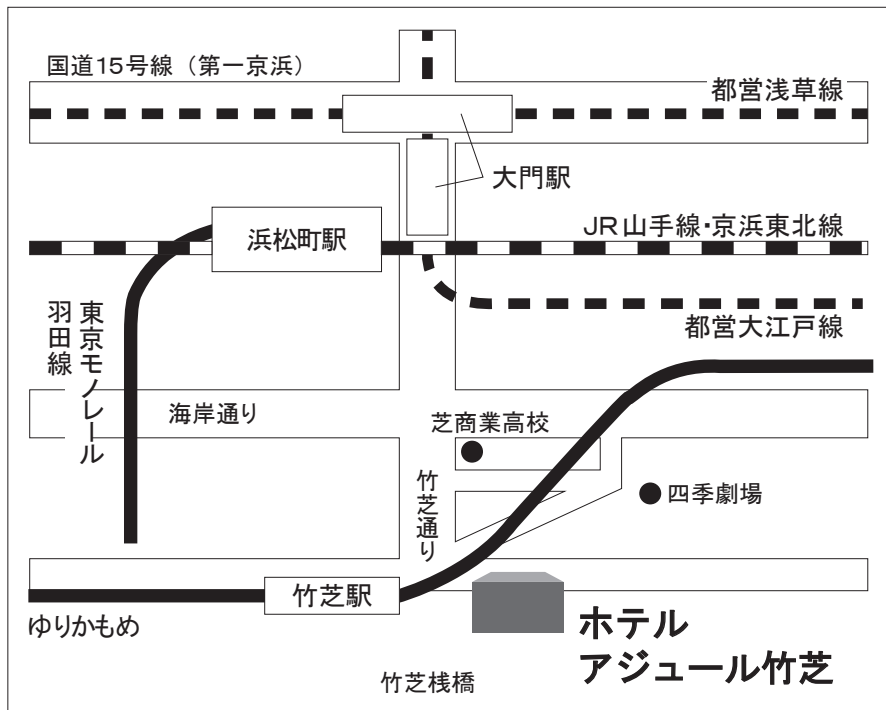 国道15号線（第一京浜）
都営浅草線
大門駅
JR山手線・京浜東北線
浜松町駅
都営大江戸線
東京モノレール
羽田線
海岸通り
芝商業高校
竹芝通り
四季劇場
竹芝駅
ゆりかもめ
ホテル
アジュール竹芝
竹芝桟橋